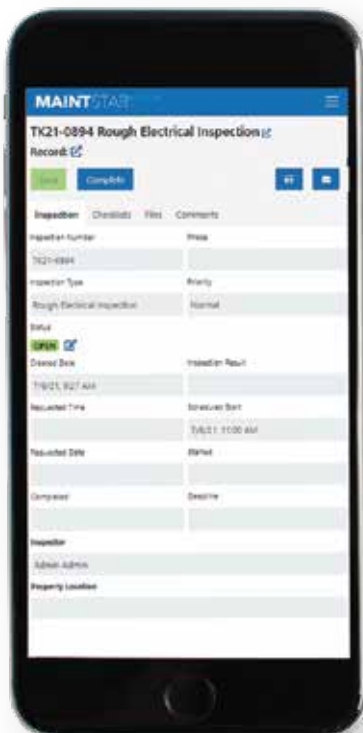 MAINTSTAR
TK21-0894 Rough Electrical Inspection
Record:
Save Complete
Inspection Checklists Files Comments
Inspection Number Phase
TK21-0894
Inspection Type Priority
Rough Electrical Inspection Normal
Status
OPEN
Created Date Inspection Result
7/6/21, 9:27 AM
Requested Time Scheduled Start
7/6/21, 11:00 AM
Requested Date Started
Completed Deadline
Inspector
Admin Admin
Property Location